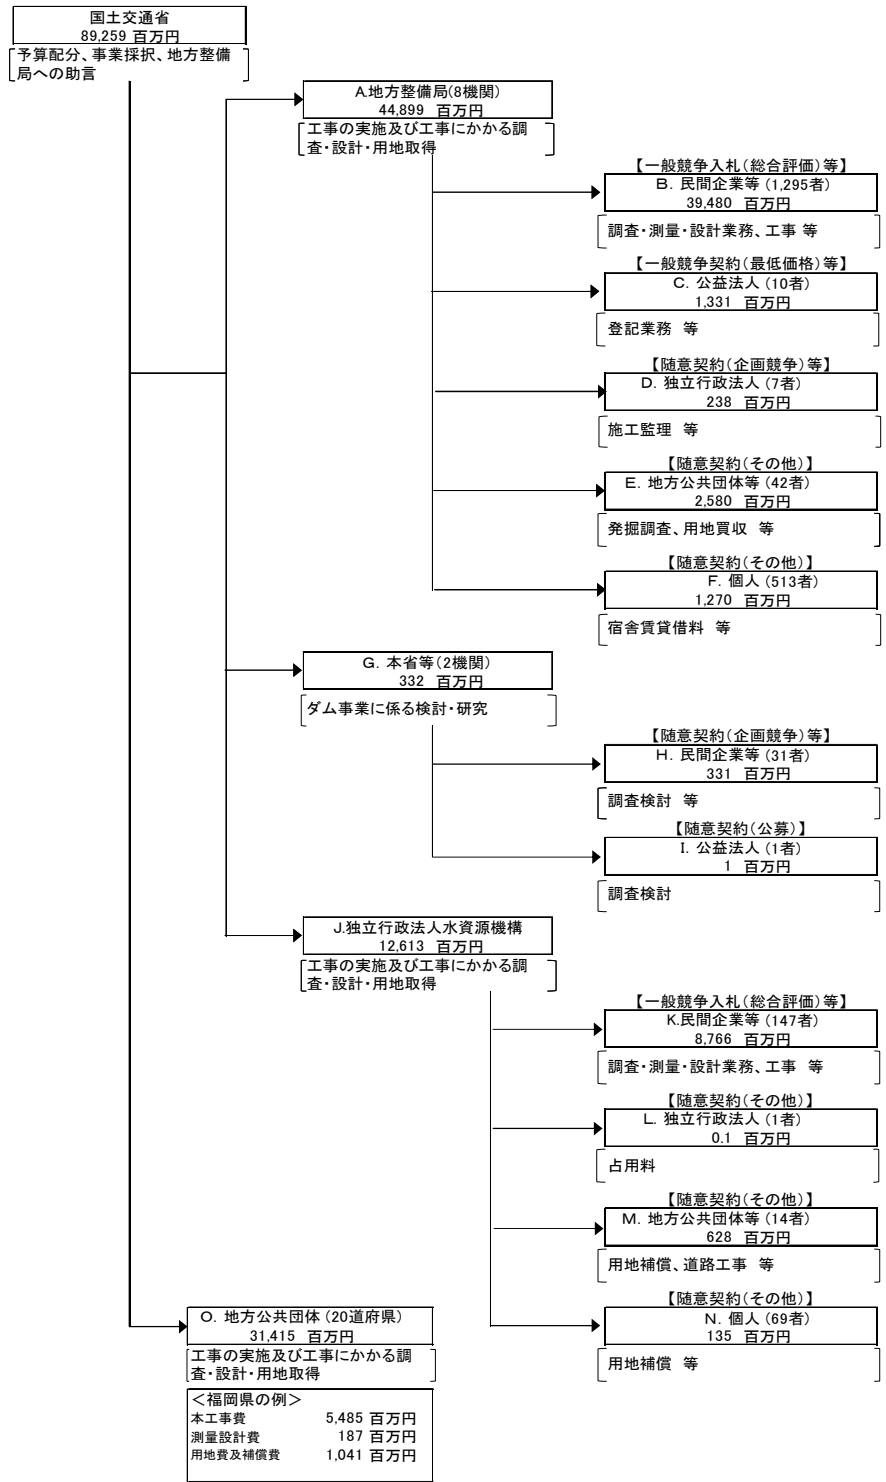 国土交通省
89,259 百万円
予算配分、事業採択、地方整備
局への助言
A.地方整備局(8機関)
44,899 百万円
工事の実施及び工事にかかる調
査・設計・用地取得
【一般競争入札(総合評価)等】
B. 民間企業等 (1,295者)
39,480 百万円
調査・測量・設計業務、工事 等
【一般競争契約(最低価格)等】
C. 公益法人 (10者)
1,331 百万円
登記業務 等
【随意契約(企画競争)等】
D. 独立行政法人 (7者)
238 百万円
施工監理 等
【随意契約(その他)】
E. 地方公共団体等 (42者)
2,580 百万円
発掘調査、用地買収 等
【随意契約(その他)】
F. 個人 (513者)
1,270 百万円
宿舎賃貸借料 等
G. 本省等(2機関)
332 百万円
ダム事業に係る検討・研究
【随意契約(企画競争)等】
H. 民間企業等 (31者)
331 百万円
調査検討 等
【随意契約(公募)】
I. 公益法人 (1者)
1 百万円
調査検討
J.独立行政法人水資源機構
12,613 百万円
工事の実施及び工事にかかる調
査・設計・用地取得
【一般競争入札(総合評価)等】
K.民間企業等 (147者)
8,766 百万円
調査・測量・設計業務、工事 等
【随意契約(その他)】
L. 独立行政法人 (1者)
0.1 百万円
占用料
【随意契約(その他)】
M. 地方公共団体等 (14者)
628 百万円
用地補償、道路工事 等
【随意契約(その他)】
N. 個人 (69者)
135 百万円
用地補償 等
O. 地方公共団体 (20道府県)
31,415 百万円
工事の実施及び工事にかかる調
査・設計・用地取得
＜福岡県の例＞
本工事費 5,485 百万円
測量設計費 187 百万円
用地費及補償費 1,041 百万円